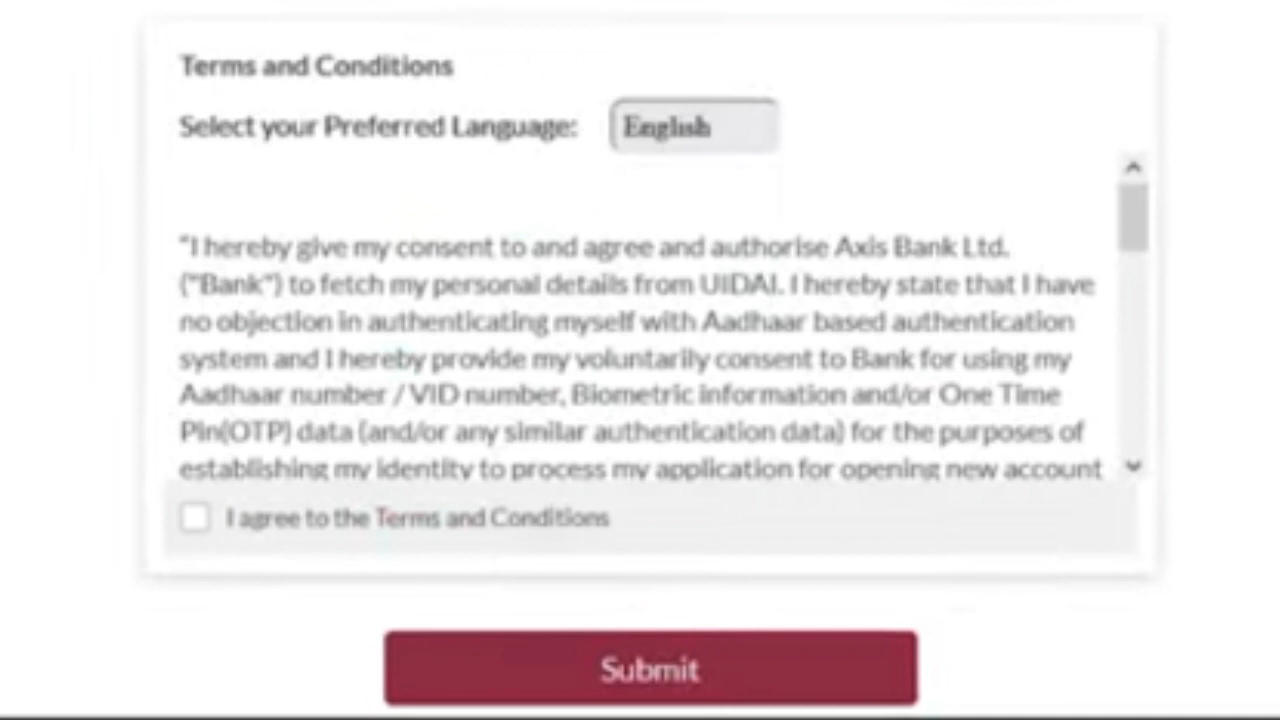 Terms and Conditions
Select your Preferred Language: English
"I hereby give my consent to and agree and authorise Axis Bank Ltd.
("Bank") to fetch my personal details from UIDAI. I hereby state that I have
no objection in authenticating myself with Aadhaar based authentication
system and I hereby provide my voluntarily consent to Bank for using my
Aadhaar number / VID number, Biometric information and/or One Time
Pin(OTP) data (and/or any similar authentication data) for the purposes of
establishing my identity to process my application for opening new account
I agree to the Terms and Conditions
Submit